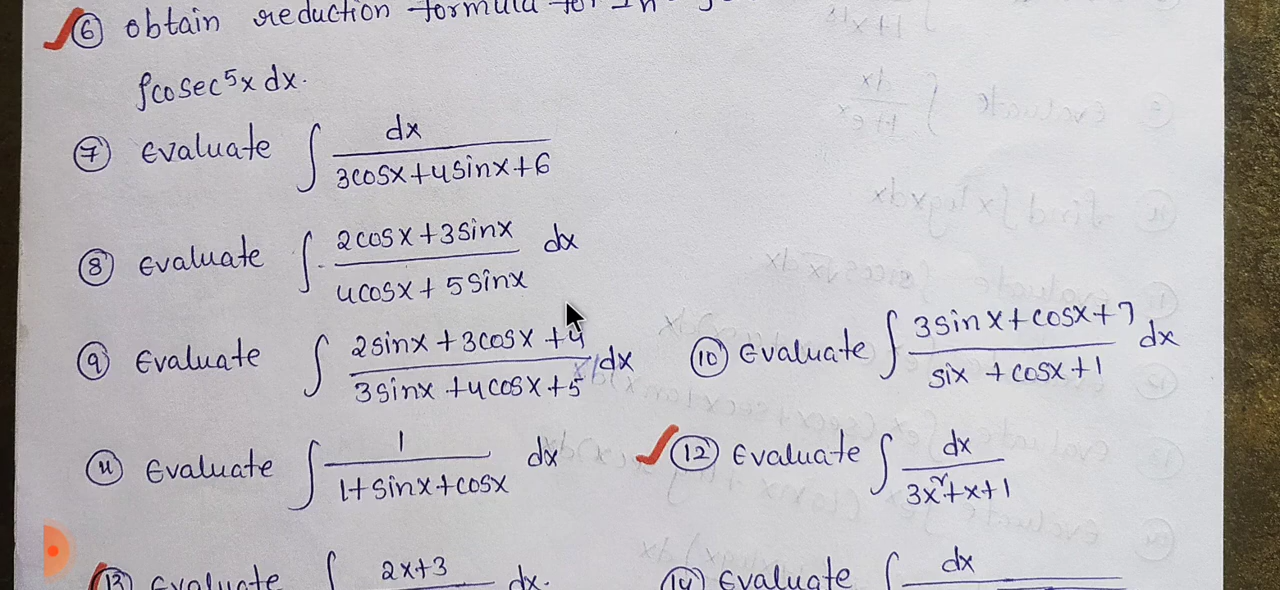 ⑥ obtain reduction formula for
∫cosec⁵x dx.
⑦ Evaluate ∫ dx / 3cosx+4sinx+6
⑧ Evaluate ∫ 2cosx+3sinx / 4cosx+5sinx dx
⑨ Evaluate ∫ 2sinx+3cosx+4 / 3sinx+4cosx+5 dx
⑩ Evaluate ∫ 3sinx+cosx+7 / six+cosx+1 dx
⑪ Evaluate ∫ 1 / 1+sinx+cosx dx
⑫ Evaluate ∫ dx / 3x²+x+1
⑬ Evaluate ∫ 2x+3 dx.
⑭ Evaluate ∫ dx